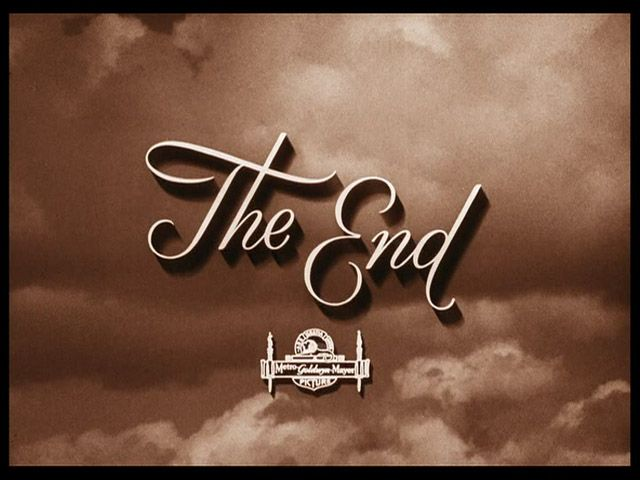 The End
Metro-Goldwyn-Mayer
PICTURE